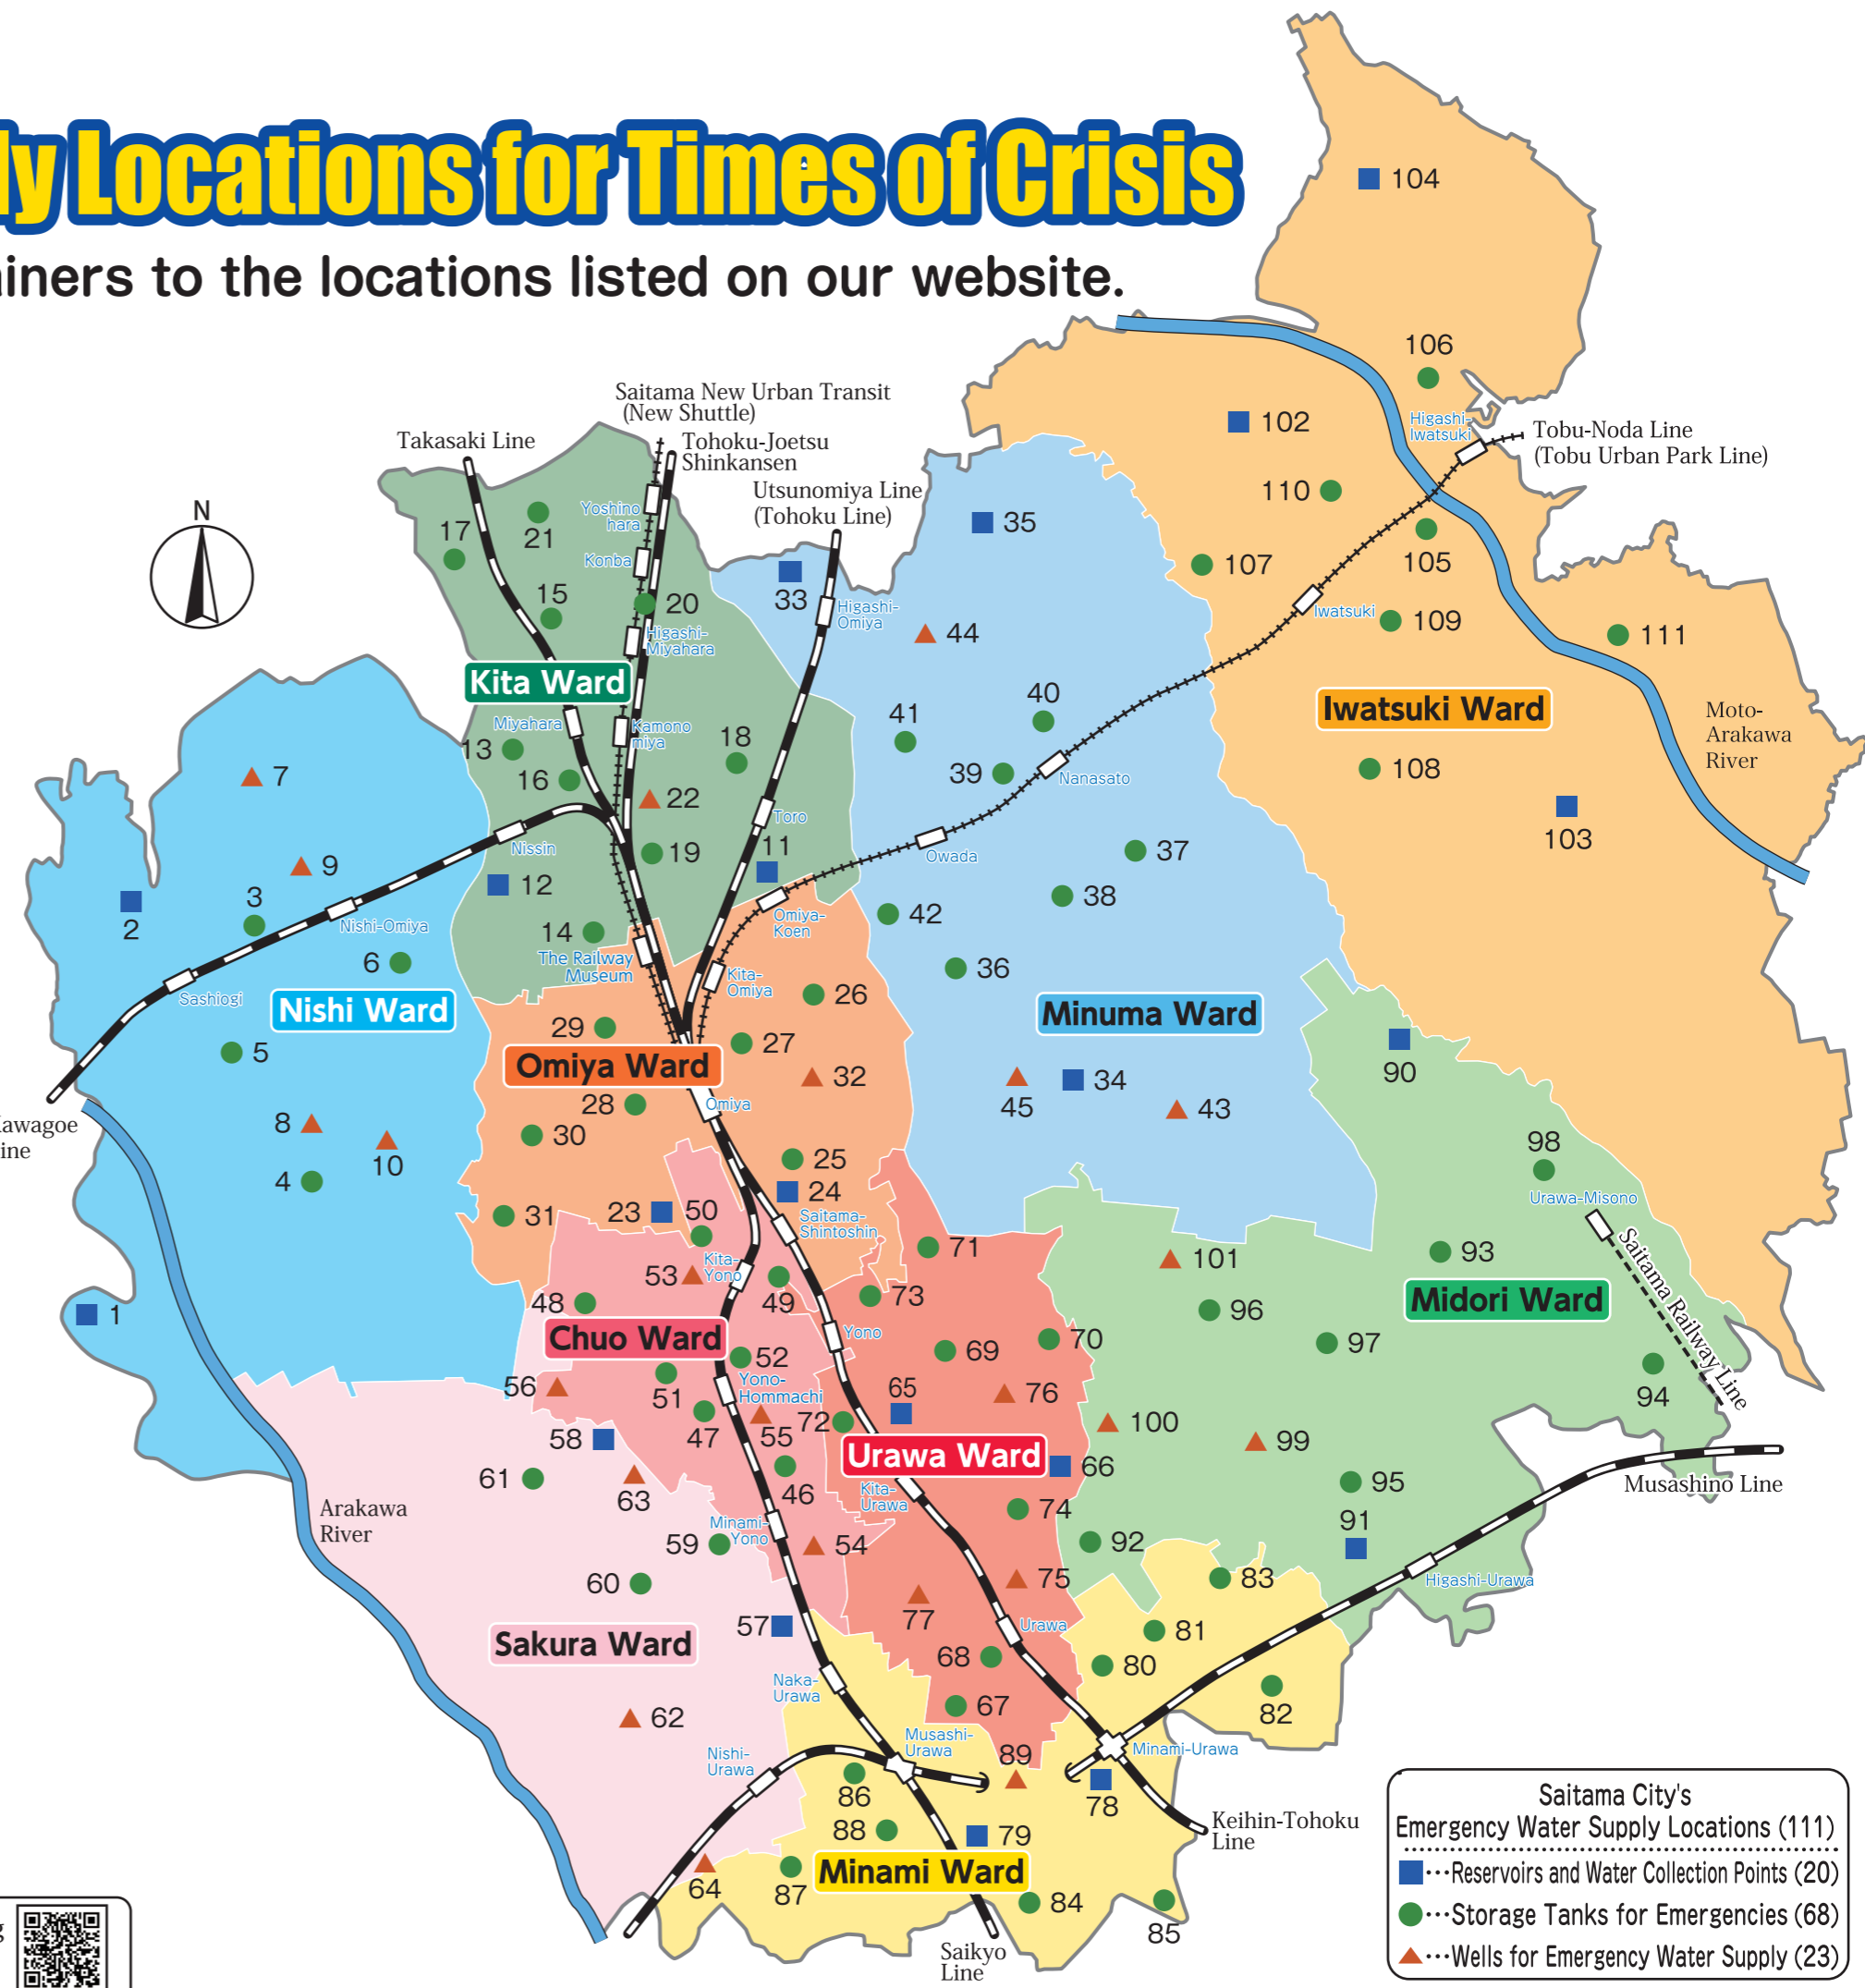 ly Locations for Times of Crisis
ainers to the locations listed on our website.
104
106
Saitama New Urban Transit
(New Shuttle)
Takasaki Line
Tohoku-Joetsu
Shinkansen
Utsunomiya Line
(Tohoku Line)
102
Higashi-
Iwatsuki
Tobu-Noda Line
(Tobu Urban Park Line)
N
17
21
Yoshino
hara
Konba
35
110
105
107
15
20
33
Higashi-
Omiya
44
Iwatsuki
109
111
Higashi-
Miyahara
Kita Ward
Miyahara
Kamono
miya
18
41
40
Iwatsuki Ward
Moto-
Arakawa
River
13
16
22
39
Nanasato
108
103
7
9
Nissin
19
Toro
11
Owada
37
38
2
3
12
Nishi-Omiya
14
The Railway
Museum
Omiya-
Koen
42
6
Sashiogi
Kita-
Omiya
36
26
Nishi Ward
Minuma Ward
29
27
5
Omiya Ward
32
45
34
43
90
28
Omiya
awagoe
ine
8
10
30
4
25
24
98
Urawa-Misono
31
23
50
Saitama-
Shintoshin
71
101
93
Kita-
Yono
53
1
48
49
73
96
Midori Ward
Saitama Railway Line
Chuo Ward
Yono
69
70
97
52
Yono-
Hommachi
56
51
65
76
94
47
55
72
100
99
58
Urawa Ward
66
61
63
46
Kita-
Urawa
95
Musashino Line
Arakawa
River
Minami-
Yono
74
91
59
54
92
60
75
83
Higashi-Urawa
77
57
Urawa
81
Sakura Ward
68
80
Naka-
Urawa
67
62
82
Musashi-
Urawa
Nishi-
Urawa
89
Minami-Urawa
86
78
88
79
Keihin-Tohoku
Line
64
87
Minami Ward
84
85
Saikyo
Line
Saitama City's
Emergency Water Supply Locations (111)
Reservoirs and Water Collection Points (20)
Storage Tanks for Emergencies (68)
Wells for Emergency Water Supply (23)
g